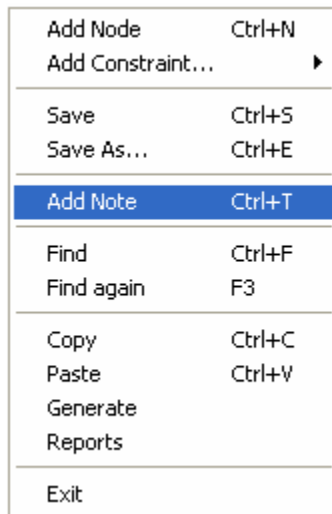 Add Node Ctrl+N
Add Constraint...
Save Ctrl+S
Save As... Ctrl+E
Add Note Ctrl+T
Find Ctrl+F
Find again F3
Copy Ctrl+C
Paste Ctrl+V
Generate
Reports
Exit